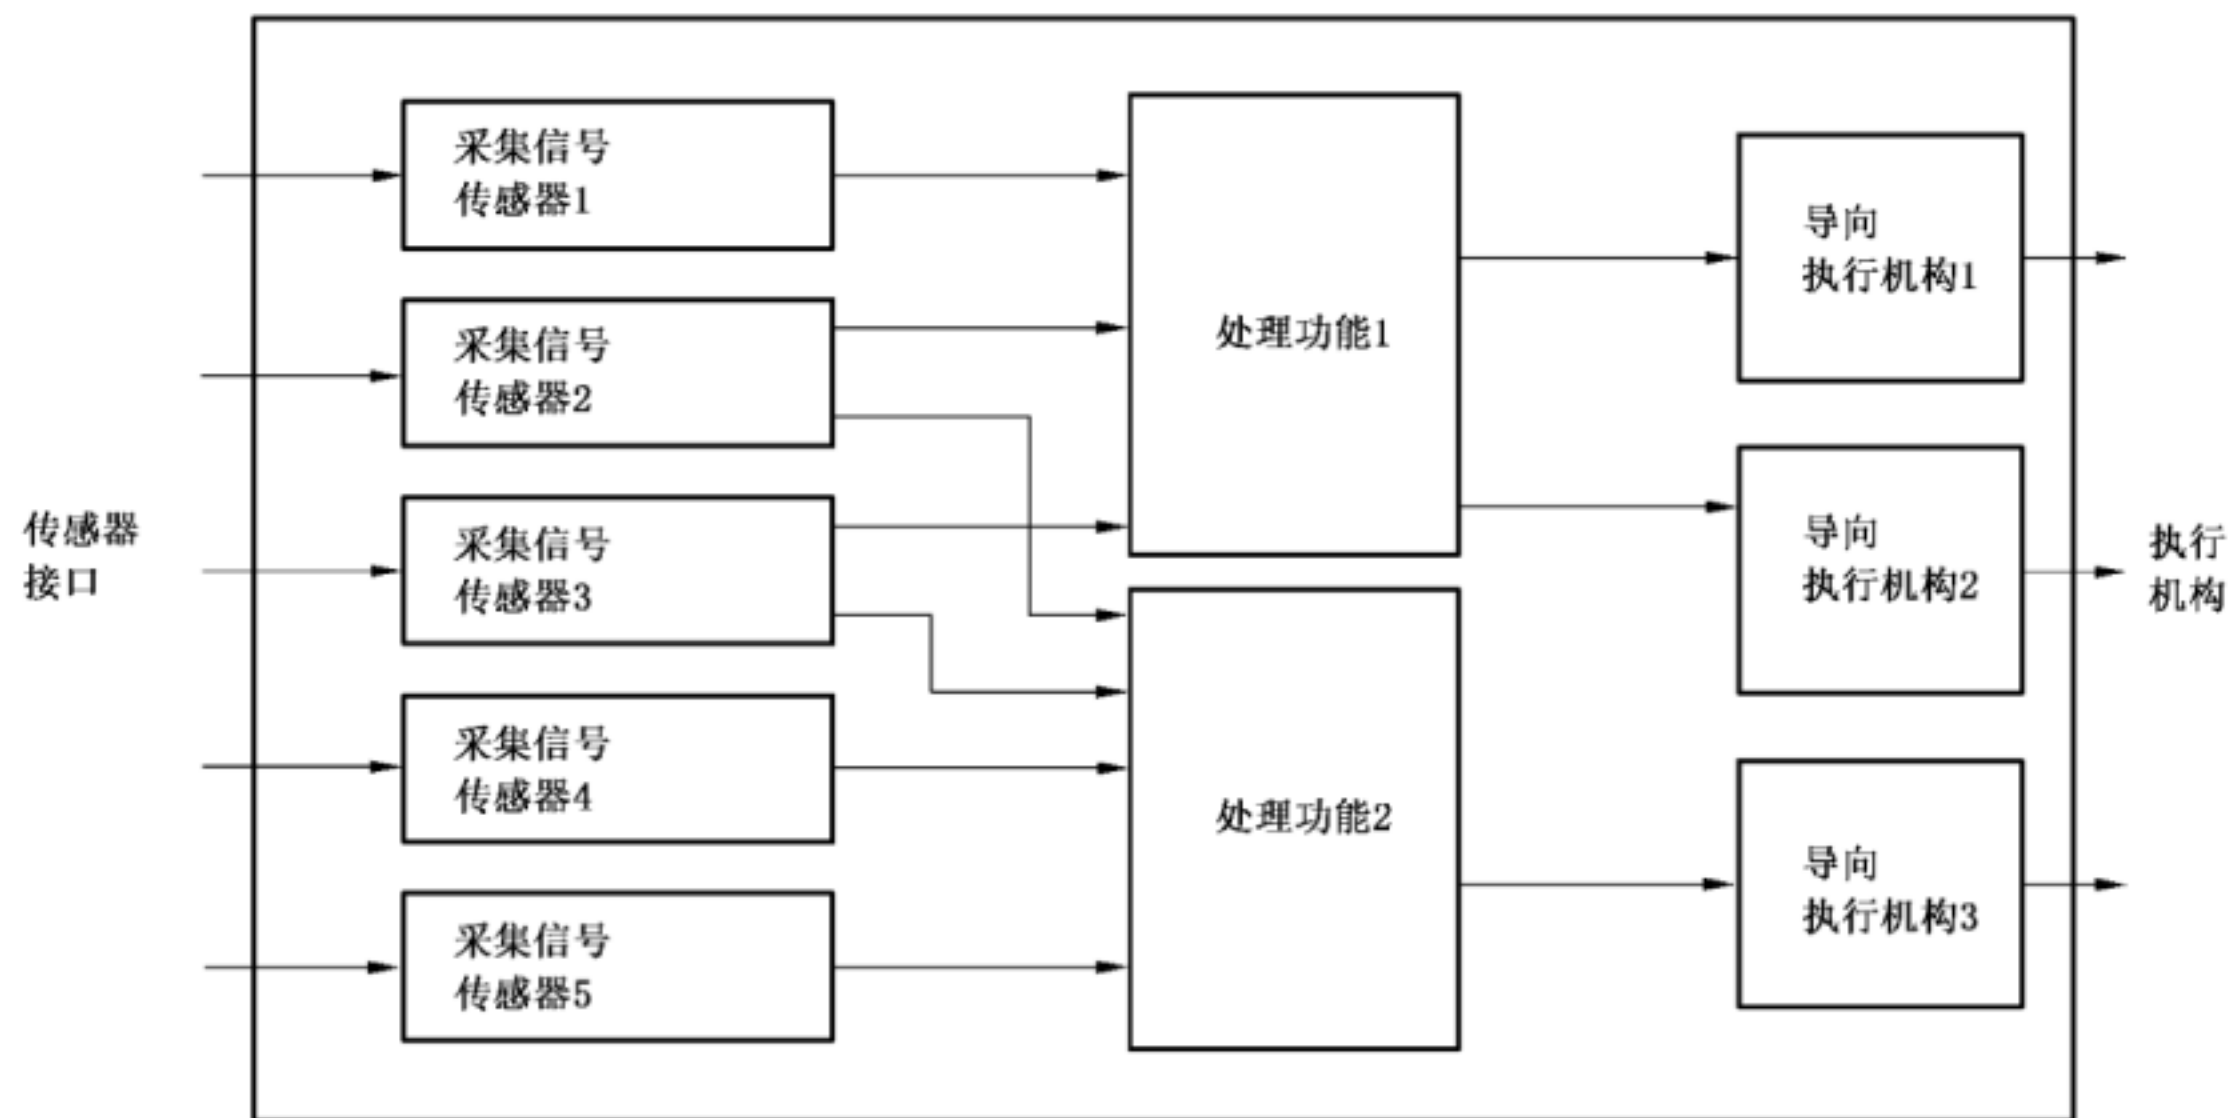 传感器
接口
采集信号
传感器1
采集信号
传感器2
采集信号
传感器3
采集信号
传感器4
采集信号
传感器5
处理功能1
处理功能2
导向
执行机构1
导向
执行机构2
导向
执行机构3
执行
机构